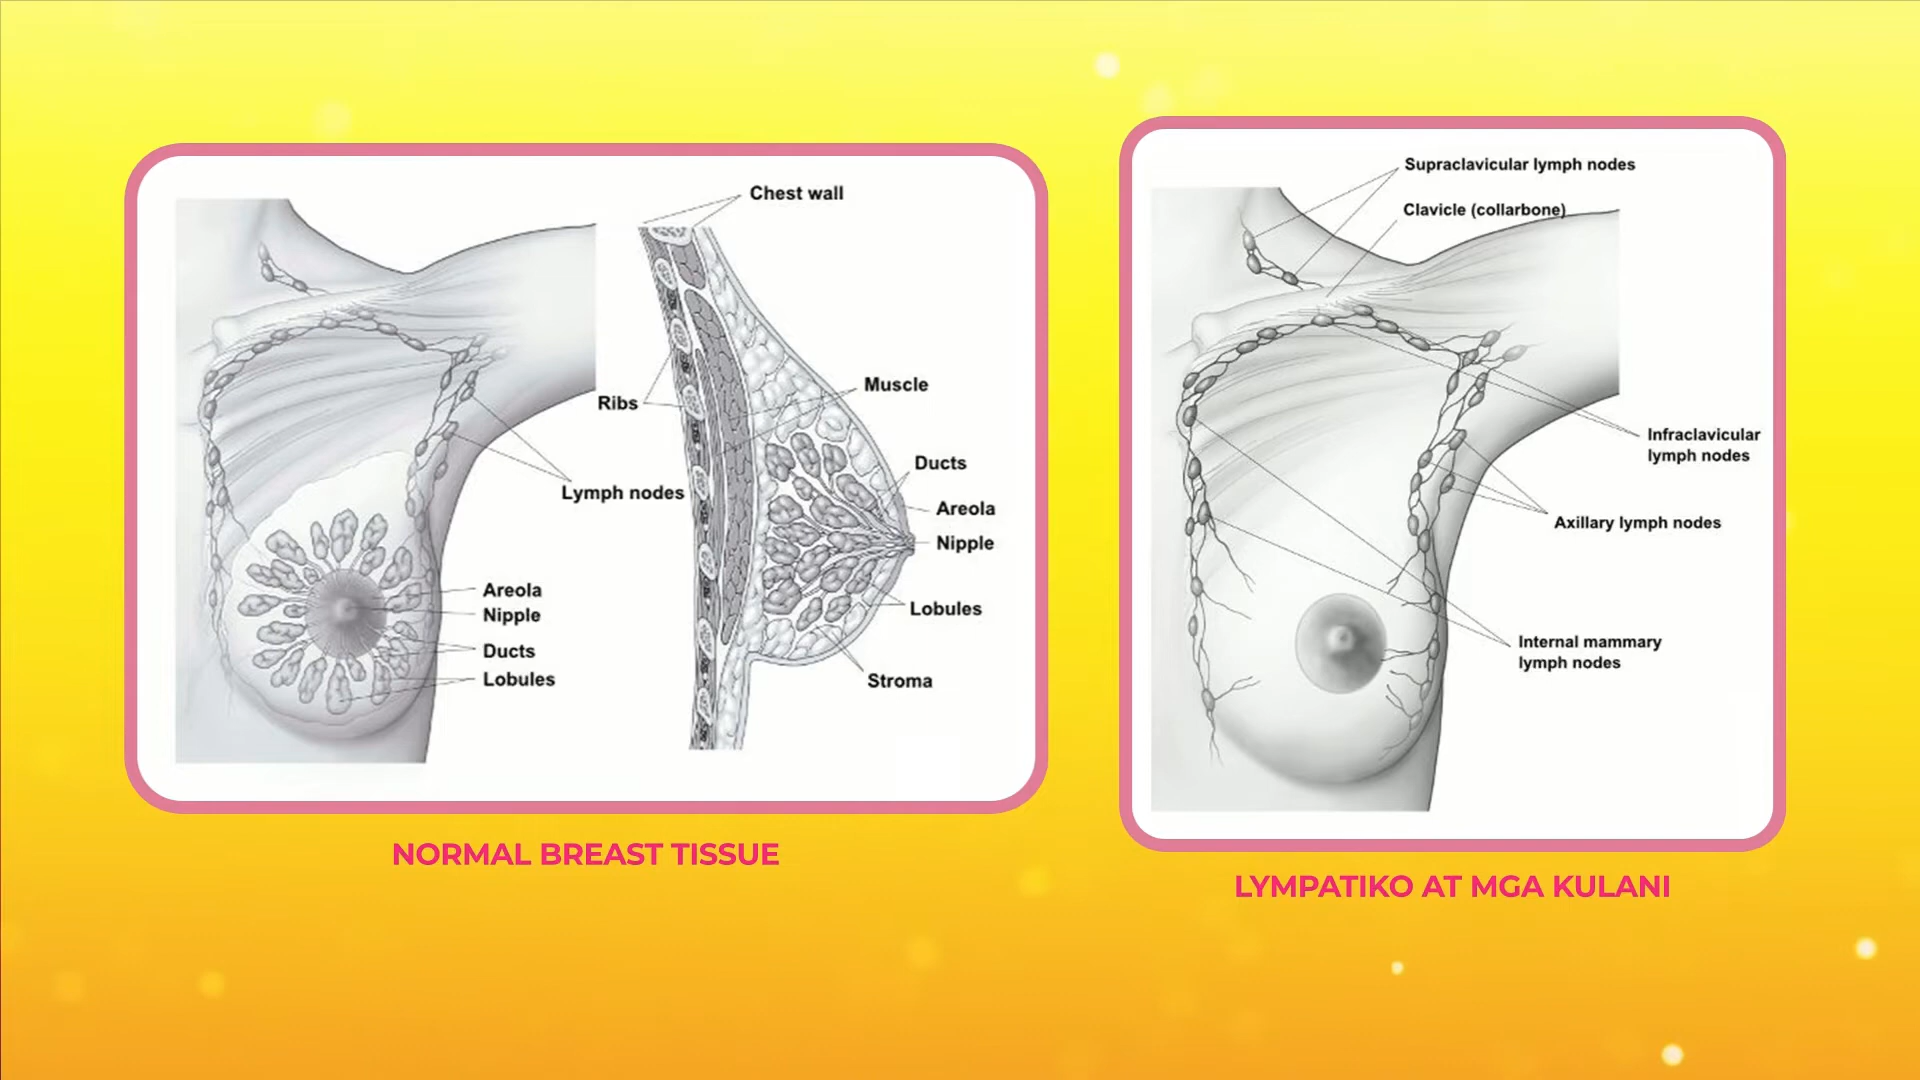 Chest wall
Muscle
Ribs
Ducts
Lymph nodes
Areola
Nipple
Areola
Nipple
Lobules
Ducts
Lobules
Stroma
NORMAL BREAST TISSUE
Supraclavicular lymph nodes
Clavicle (collarbone)
Infraclavicular
lymph nodes
Axillary lymph nodes
Internal mammary
lymph nodes
LYMPATIKO AT MGA KULANI